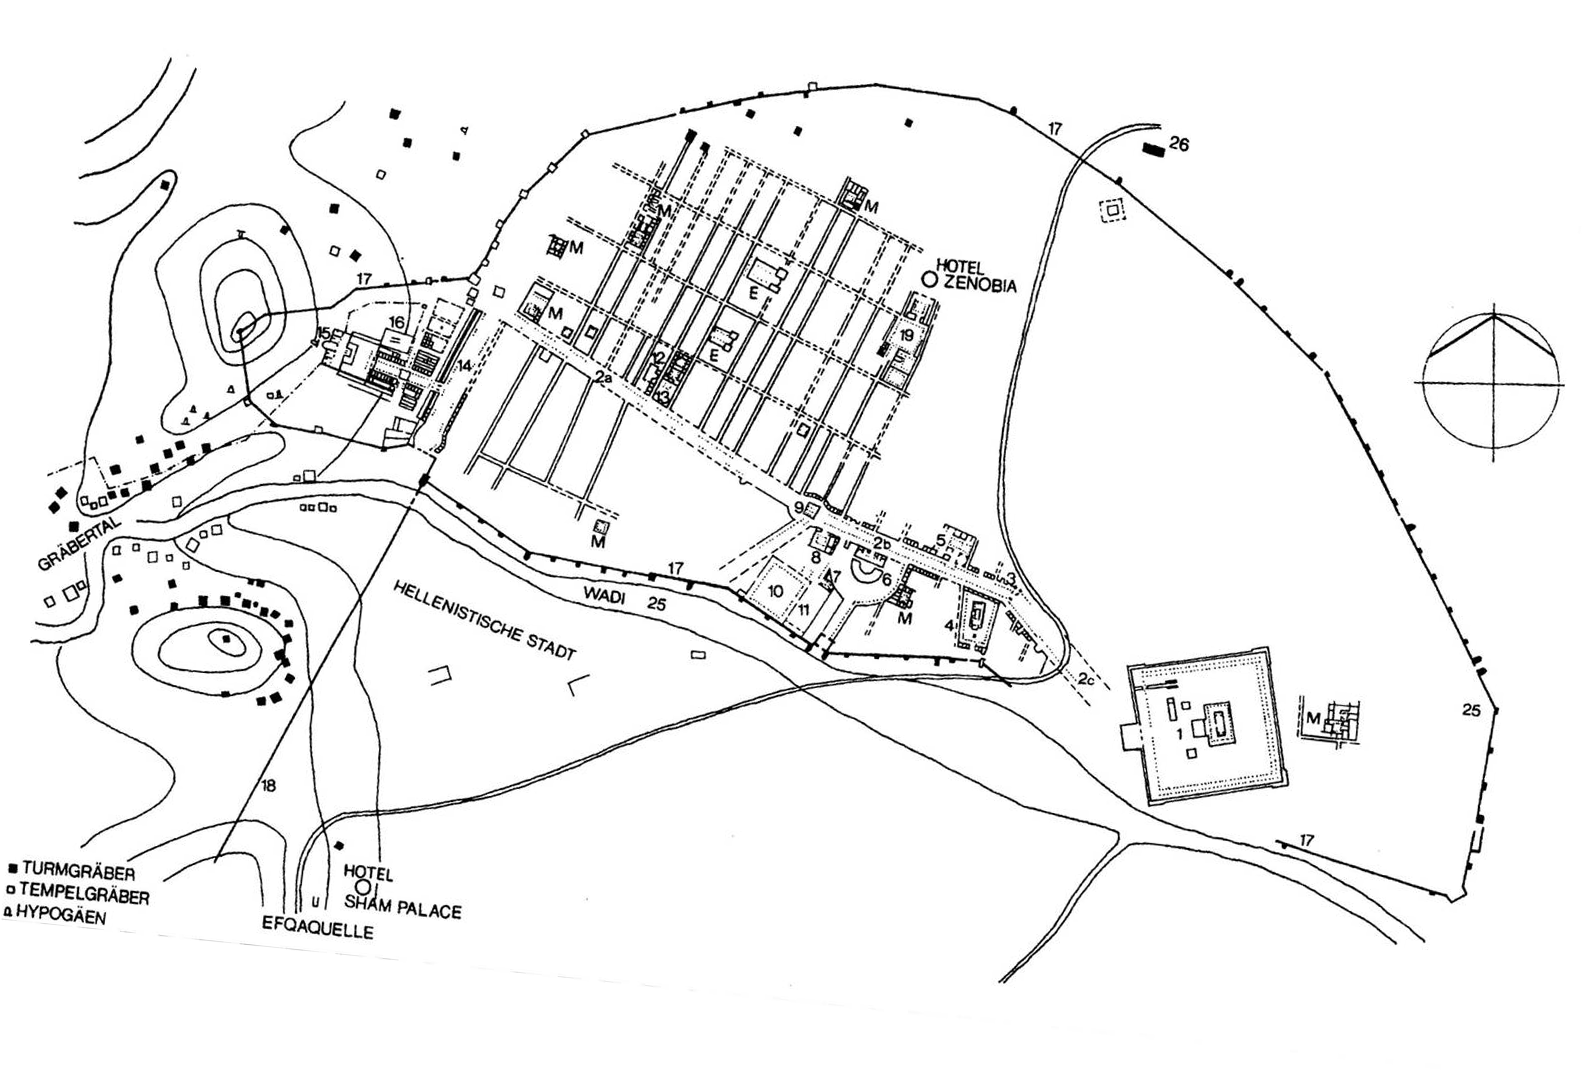 17
26
M
M
M
HOTEL
ZENOBIA
17
E
M
15
16
19
14
12
E
2a
13
9
2b
5
GRÄBERTAL
8
17
3
7
6
10
HELLENISTISCHE STADT
WADI 25
11
M
M
4
2c
25
M
1
18
17
TURMGRÄBER
TEMPELGRÄBER
HYPOGÄEN
HOTEL
SHAM PALACE
EFQAQUELLE